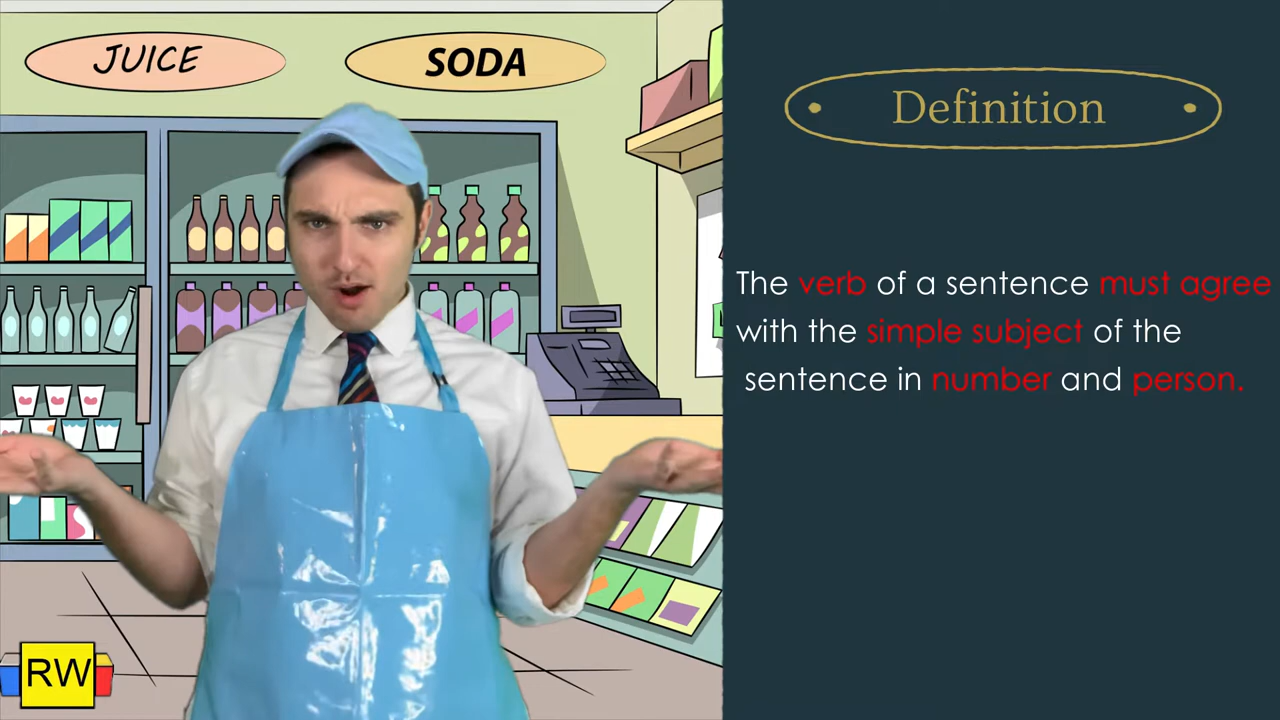 JUICE
SODA
Definition
The verb of a sentence must agree
with the simple subject of the
sentence in number and person.
RW